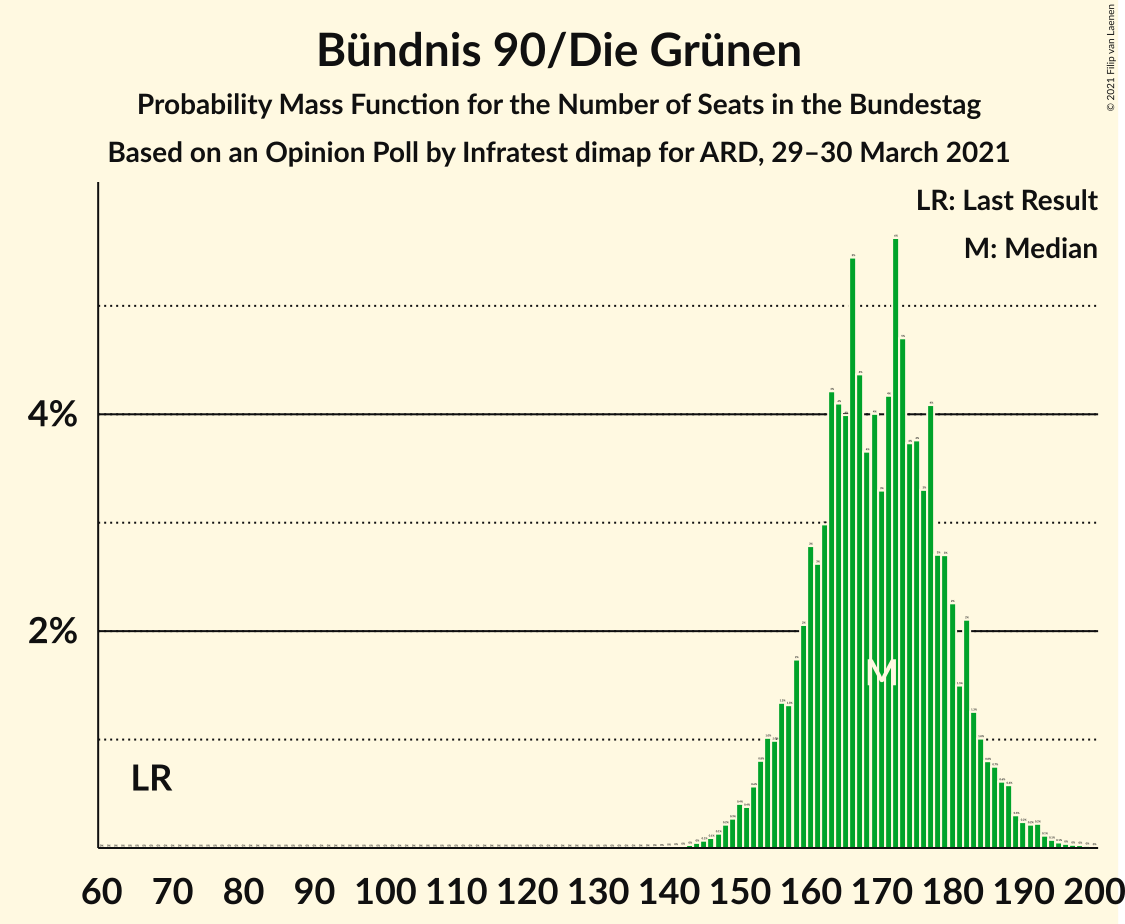 Bündnis 90/Die Grünen
Probability Mass Function for the Number of Seats in the Bundestag
Based on an Opinion Poll by Infratest dimap for ARD, 29–30 March 2021
© 2021 Filip van Laenen
LR: Last Result
M: Median
4%
2%
M
LR
60 70 80 90 100 110 120 130 140 150 160 170 180 190 200